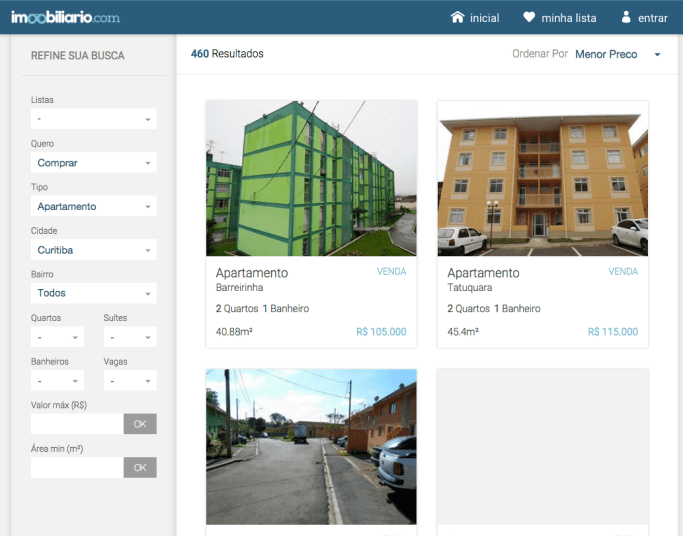 imobiliario.com
inicial
minha lista
entrar
REFINE SUA BUSCA
Listas
-
Quero
Comprar
Tipo
Apartamento
Cidade
Curitiba
Bairro
Todos
Quartos Suítes
- -
Banheiros Vagas
- -
Valor máx (R$)
OK
Área min (m²)
OK
460 Resultados
Ordenar Por Menor Preco
Apartamento VENDA
Barreirinha
2 Quartos 1 Banheiro
40.88m² R$ 105.000
Apartamento VENDA
Tatuquara
2 Quartos 1 Banheiro
45.4m² R$ 115.000